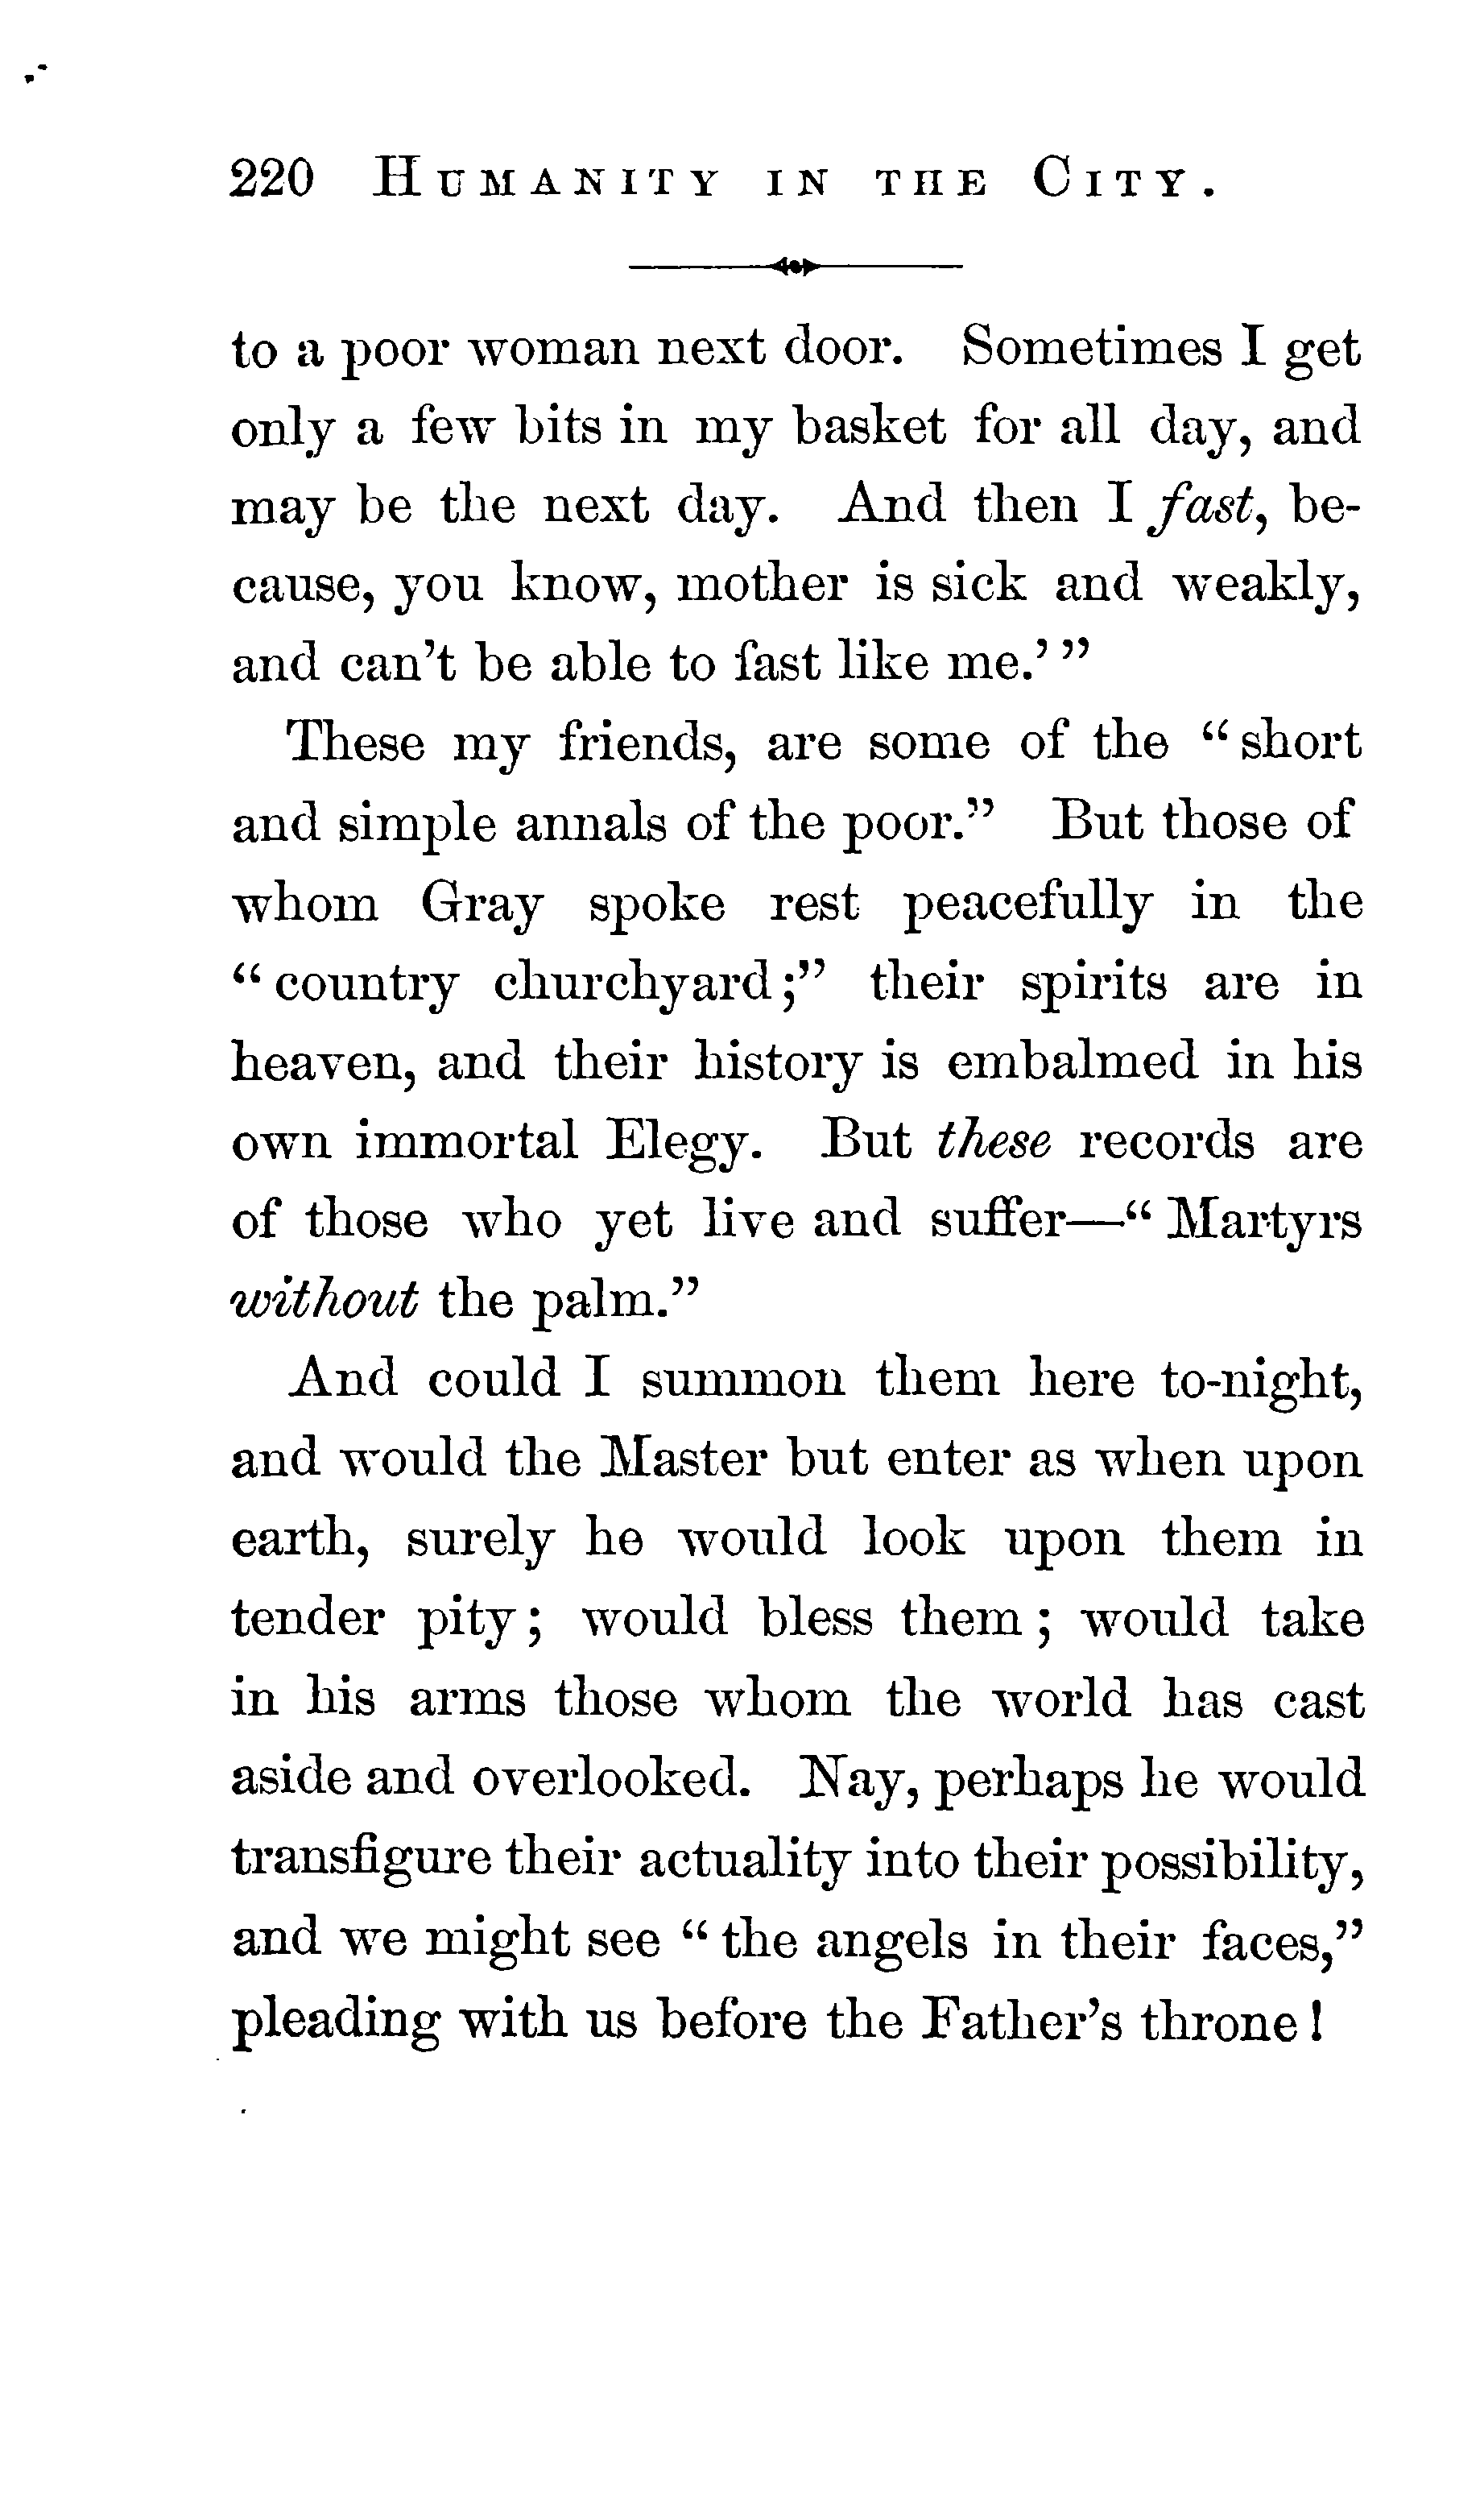 220 HUMANITY IN THE CITY.
to a poor woman next door. Sometimes I get
only a few bits in my basket for all day, and
may be the next day. And then I fast, be-
cause, you know, mother is sick and weakly,
and can't be able to fast like me.’”
These my friends, are some of the “short
and simple annals of the poor.” But those of
whom Gray spoke rest peacefully in the
“country churchyard;” their spirits are in
heaven, and their history is embalmed in his
own immortal Elegy. But these records are
of those who yet live and suffer—“Martyrs
without the palm.”
And could I summon them here to-night,
and would the Master but enter as when upon
earth, surely he would look upon them in
tender pity; would bless them; would take
in his arms those whom the world has cast
aside and overlooked. Nay, perhaps he would
transfigure their actuality into their possibility,
and we might see “the angels in their faces,”
pleading with us before the Father's throne!